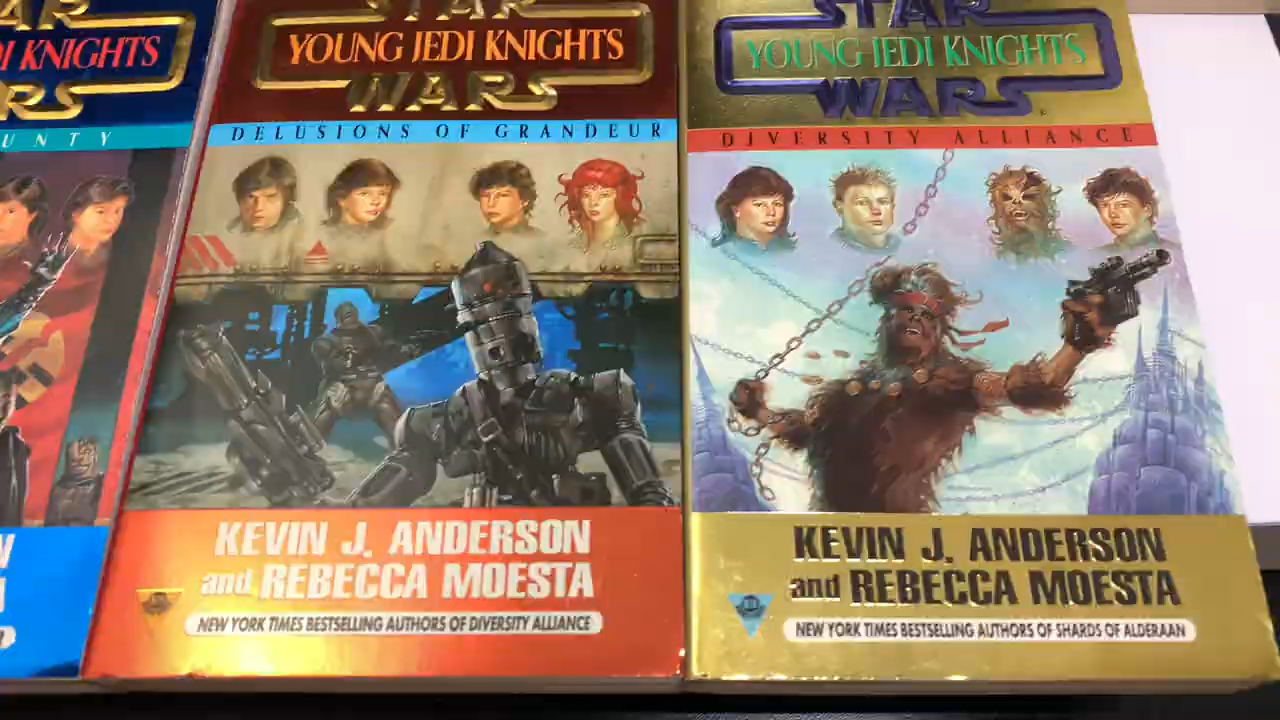 AR
I KNIGHTS
RS
UNTY
STAR
YOUNG JEDI KNIGHTS
WARS
DELUSIONS OF GRANDEUR
KEVIN J. ANDERSON
and REBECCA MOESTA
NEW YORK TIMES BESTSELLING AUTHORS OF DIVERSITY ALLIANCE
STAR
YOUNG JEDI KNIGHTS
WARS
DIVERSITY ALLIANCE
KEVIN J. ANDERSON
and REBECCA MOESTA
NEW YORK TIMES BESTSELLING AUTHORS OF SHARDS OF ALDERAAN